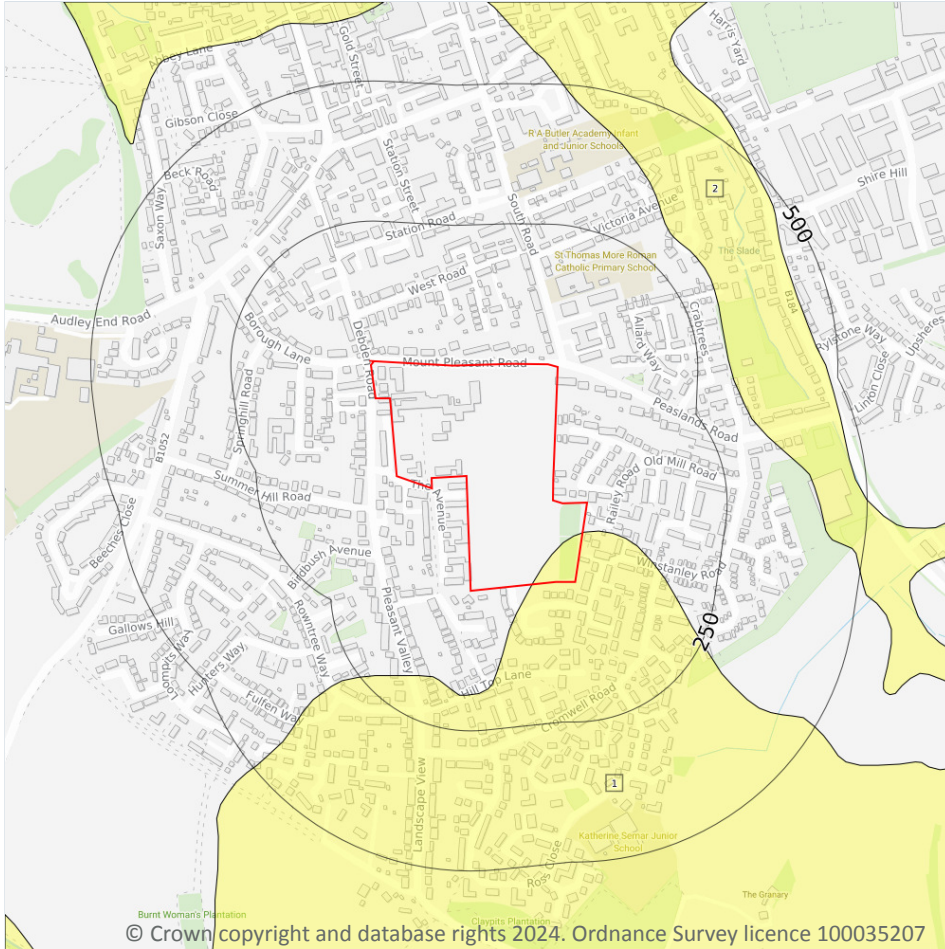 Harris Yard
Gold Street
Abbey Lane
Gibson Close
R A Butler Academy Infant
and Junior Schools
Station Street
Beck Road
Shire Hill
2
Saxon Way
South Road
Victoria Avenue
Station Road
500
St Thomas More Roman
Catholic Primary School
The Slade
West Road
B184
Audley End Road
Borough Lane
Debden Road
Allard Way
Crabtrees
Rylstone Way
Mount Pleasant Road
Linton Close
Springhill Road
Peaslands Road
B1052
Old Mill Road
Summer Hill Road
The Avenue
Railey Road
Beeches Close
Birdbush Avenue
Winstanley Road
Rowntree Way
Pleasant Valley
250
Gallows Hill
Loompits Way
Hunters Way
Hill Top Lane
Fulfen Way
Cromwell Road
Landscape View
1
Katherine Semar Junior
School
Ross Close
The Granary
Burnt Woman's Plantation
Claypits Plantation
© Crown copyright and database rights 2024. Ordnance Survey licence 100035207